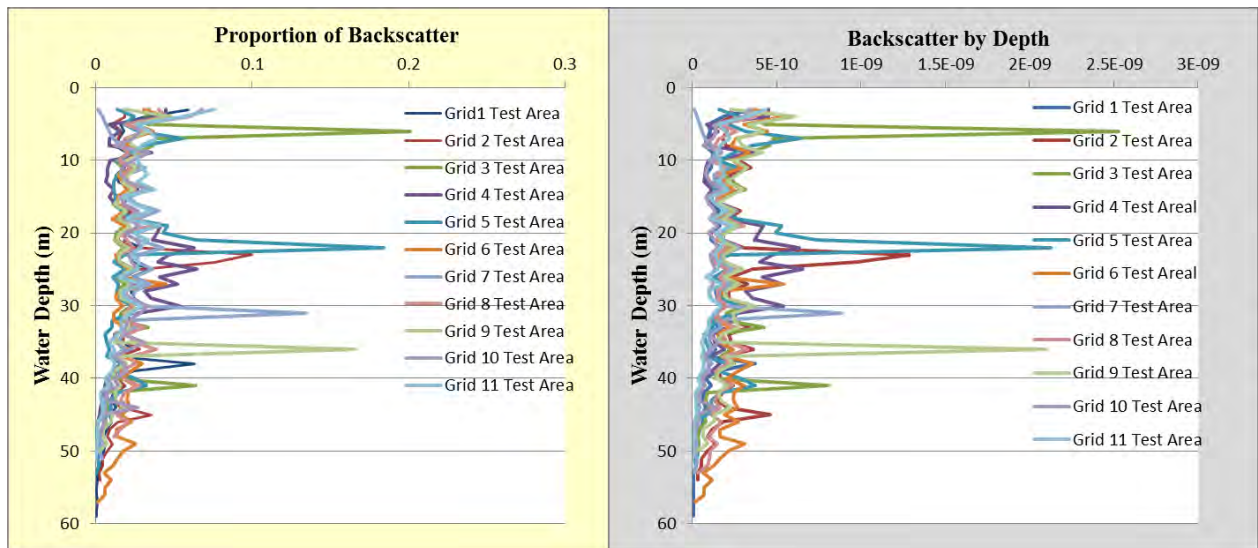 Proportion of Backscatter
0 0.1 0.2 0.3
0
10
20
30
40
50
60
Water Depth (m)
Grid1 Test Area
Grid 2 Test Area
Grid 3 Test Area
Grid 4 Test Area
Grid 5 Test Area
Grid 6 Test Area
Grid 7 Test Area
Grid 8 Test Area
Grid 9 Test Area
Grid 10 Test Area
Grid 11 Test Area
Backscatter by Depth
0 5E-10 1E-09 1.5E-09 2E-09 2.5E-09 3E-09
0
10
20
30
40
50
60
Water Depth (m)
Grid 1 Test Area
Grid 2 Test Area
Grid 3 Test Area
Grid 4 Test Areal
Grid 5 Test Area
Grid 6 Test Areal
Grid 7 Test Area
Grid 8 Test Area
Grid 9 Test Area
Grid 10 Test Area
Grid 11 Test Area